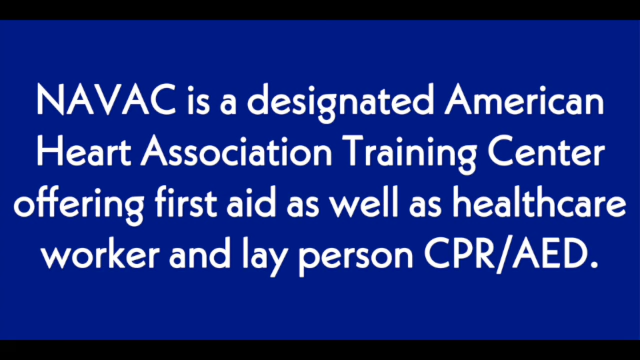 NAVAC is a designated American
Heart Association Training Center
offering first aid as well as healthcare
worker and lay person CPR/AED.